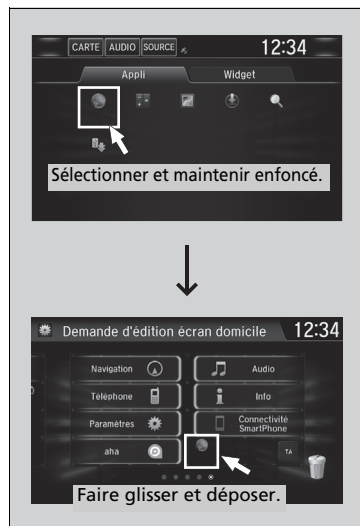 CARTE AUDIO SOURCE 12:34
Appli Widget
Sélectionner et maintenir enfoncé.
Demande d'édition écran domicile 12:34
Navigation Audio
Téléphone Info
Paramètres Connectivité
SmartPhone
aha TA
Faire glisser et déposer.